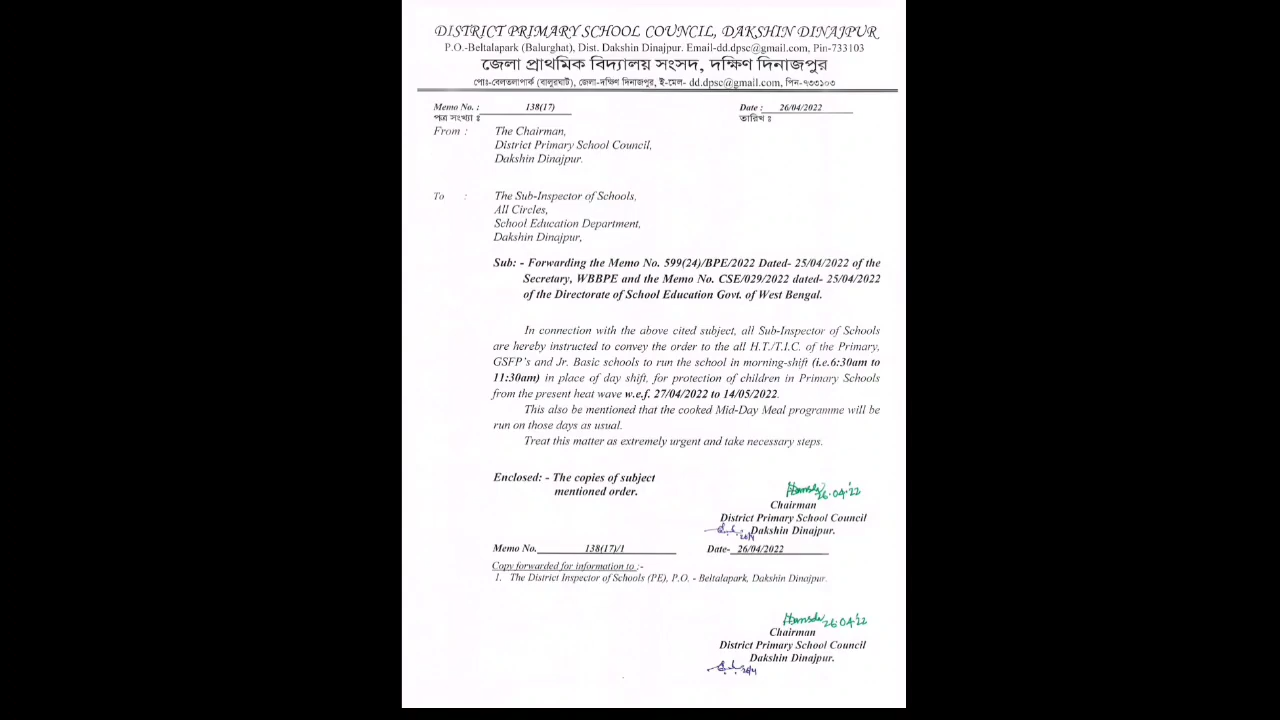 DISTRICT PRIMARY SCHOOL COUNCIL, DAKSHIN DINAJPUR
P.O.-Beltalapark (Balurghat), Dist. Dakshin Dinajpur. Email-dd.dpsc@gmail.com, Pin-733103
জেলা প্রাথমিক বিদ্যালয় সংসদ, দক্ষিণ দিনাজপুর
পোঃ-বেলতলাপার্ক (বালুরঘাট), জেলা-দক্ষিণ দিনাজপুর, ই-মেল- dd.dpsc@gmail.com, পিন-৭৩৩১০৩
Memo No. : 138(17) Date : 26/04/2022
পত্র সংখ্যা ঃ তারিখ ঃ
From : The Chairman,
District Primary School Council,
Dakshin Dinajpur.
To : The Sub-Inspector of Schools,
All Circles,
School Education Department,
Dakshin Dinajpur,
Sub: - Forwarding the Memo No. 599(24)/BPE/2022 Dated- 25/04/2022 of the
Secretary, WBBPE and the Memo No. CSE/029/2022 dated- 25/04/2022
of the Directorate of School Education Govt. of West Bengal.
In connection with the above cited subject, all Sub-Inspector of Schools
are hereby instructed to convey the order to the all H.T./T.I.C. of the Primary,
GSFP's and Jr. Basic schools to run the school in morning-shift (i.e.6:30am to
11:30am) in place of day shift, for protection of children in Primary Schools
from the present heat wave w.e.f. 27/04/2022 to 14/05/2022.
This also be mentioned that the cooked Mid-Day Meal programme will be
run on those days as usual.
Treat this matter as extremely urgent and take necessary steps.
Enclosed: - The copies of subject
mentioned order.
26.04.'22
Chairman
District Primary School Council
Dakshin Dinajpur.
Memo No. 138(17)/1 Date- 26/04/2022
Copy forwarded for information to :-
1. The District Inspector of Schools (PE), P.O. - Beltalapark, Dakshin Dinajpur.
26.04.'22
Chairman
District Primary School Council
Dakshin Dinajpur.